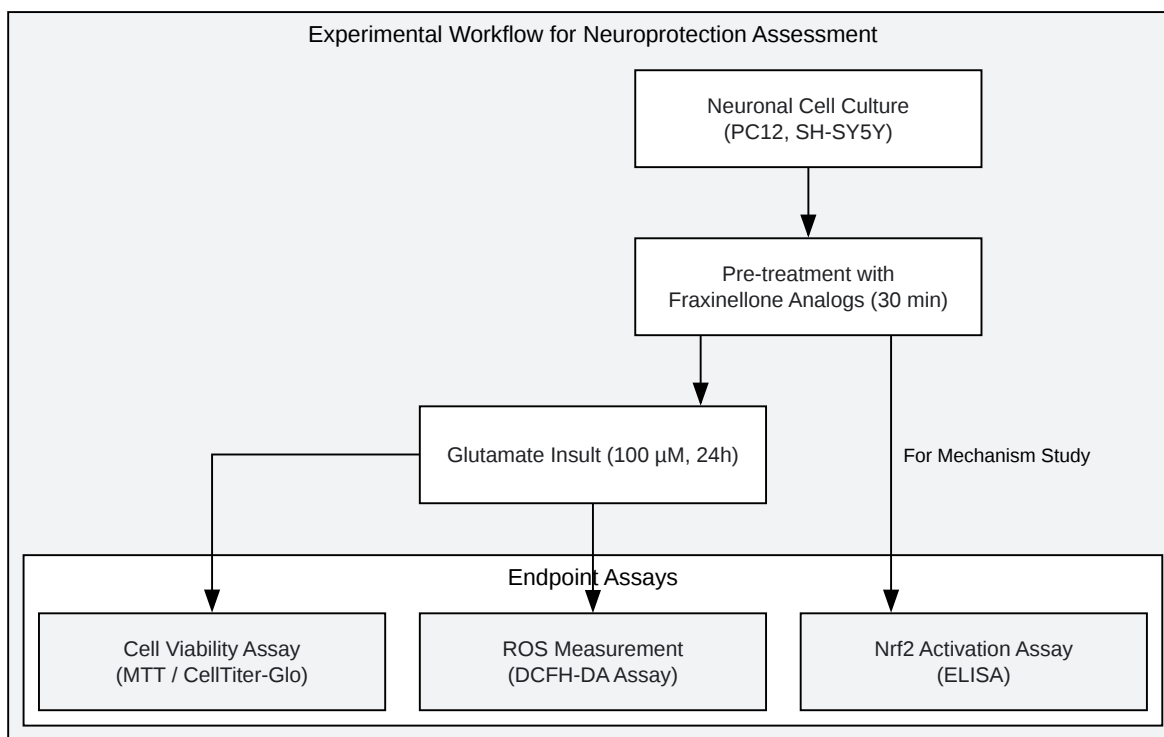 Experimental Workflow for Neuroprotection Assessment
Neuronal Cell Culture
(PC12, SH-SY5Y)
Pre-treatment with
Fraxinellone Analogs (30 min)
Glutamate Insult (100 µM, 24h)
For Mechanism Study
Endpoint Assays
Cell Viability Assay
(MTT / CellTiter-Glo)
ROS Measurement
(DCFH-DA Assay)
Nrf2 Activation Assay
(ELISA)